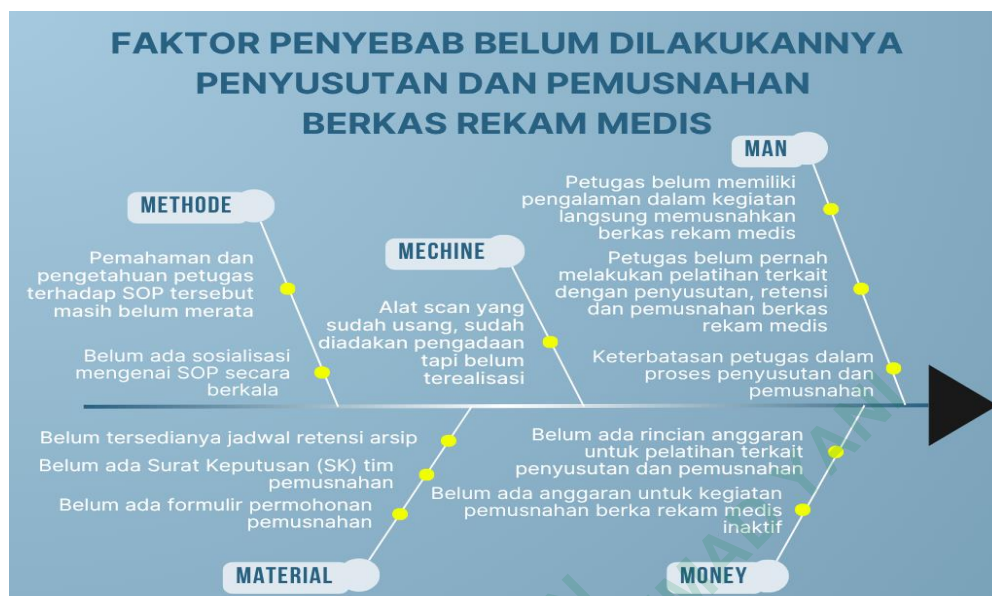 FAKTOR PENYEBAB BELUM DILAKUKANNYA
PENYUSUTAN DAN PEMUSNAHAN
BERKAS REKAM MEDIS
METHODE
Pemahaman dan
pengetahuan petugas
terhadap SOP tersebut
masih belum merata
Belum ada sosialisasi
mengenai SOP secara
berkala
MECHINE
Alat scan yang
sudah usang, sudah
diadakan pengadaan
tapi belum
terealisasi
MAN
Petugas belum memiliki
pengalaman dalam kegiatan
langsung memusnahkan
berkas rekam medis
Petugas belum pernah
melakukan pelatihan terkait
dengan penyusutan, retensi
dan pemusnahan berkas
rekam medis
Keterbatasan petugas dalam
proses penyusutan dan
pemusnahan
Belum tersedianya jadwal retensi arsip
Belum ada Surat Keputusan (SK) tim
pemusnahan
Belum ada formulir permohonan
pemusnahan
MATERIAL
Belum ada rincian anggaran
untuk pelatihan terkait
penyusutan dan pemusnahan
Belum ada anggaran untuk kegiatan
pemusnahan berka rekam medis
inaktif
MONEY
YANI